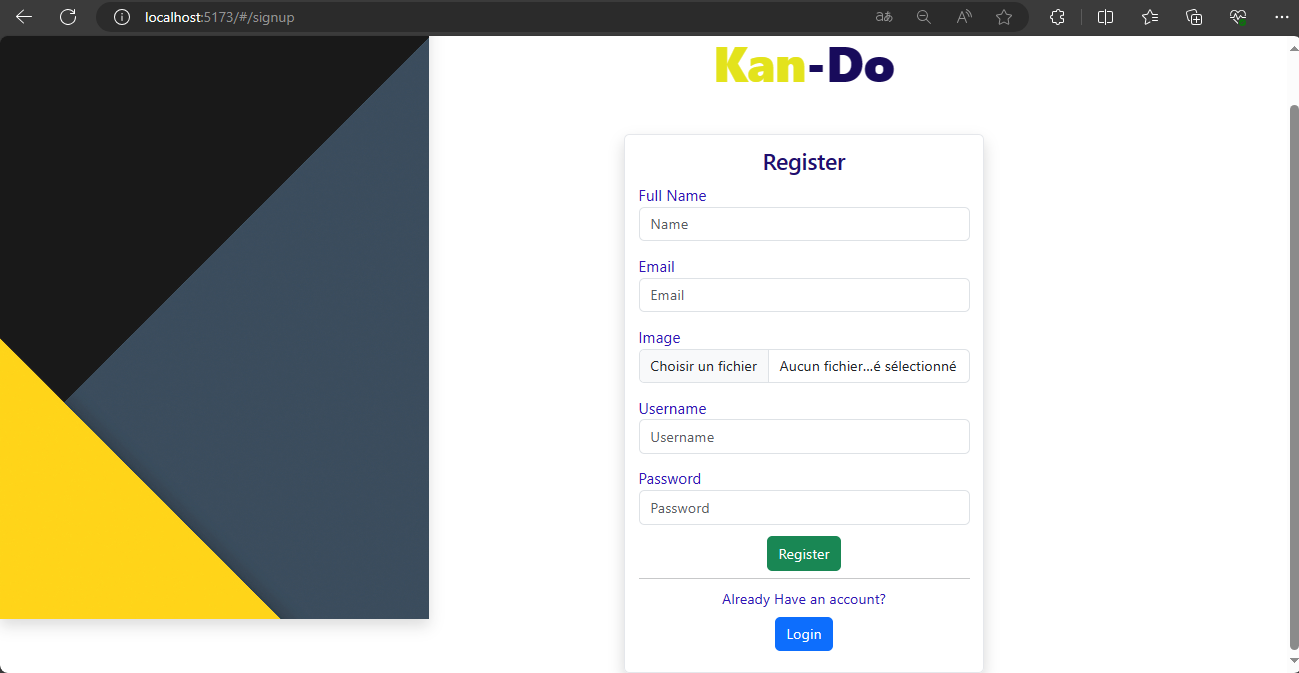 localhost:5173/#/signup
Kan-Do
Register
Full Name
Name
Email
Email
Image
Choisir un fichier Aucun fichier...é sélectionné
Username
Username
Password
Password
Register
Already Have an account?
Login